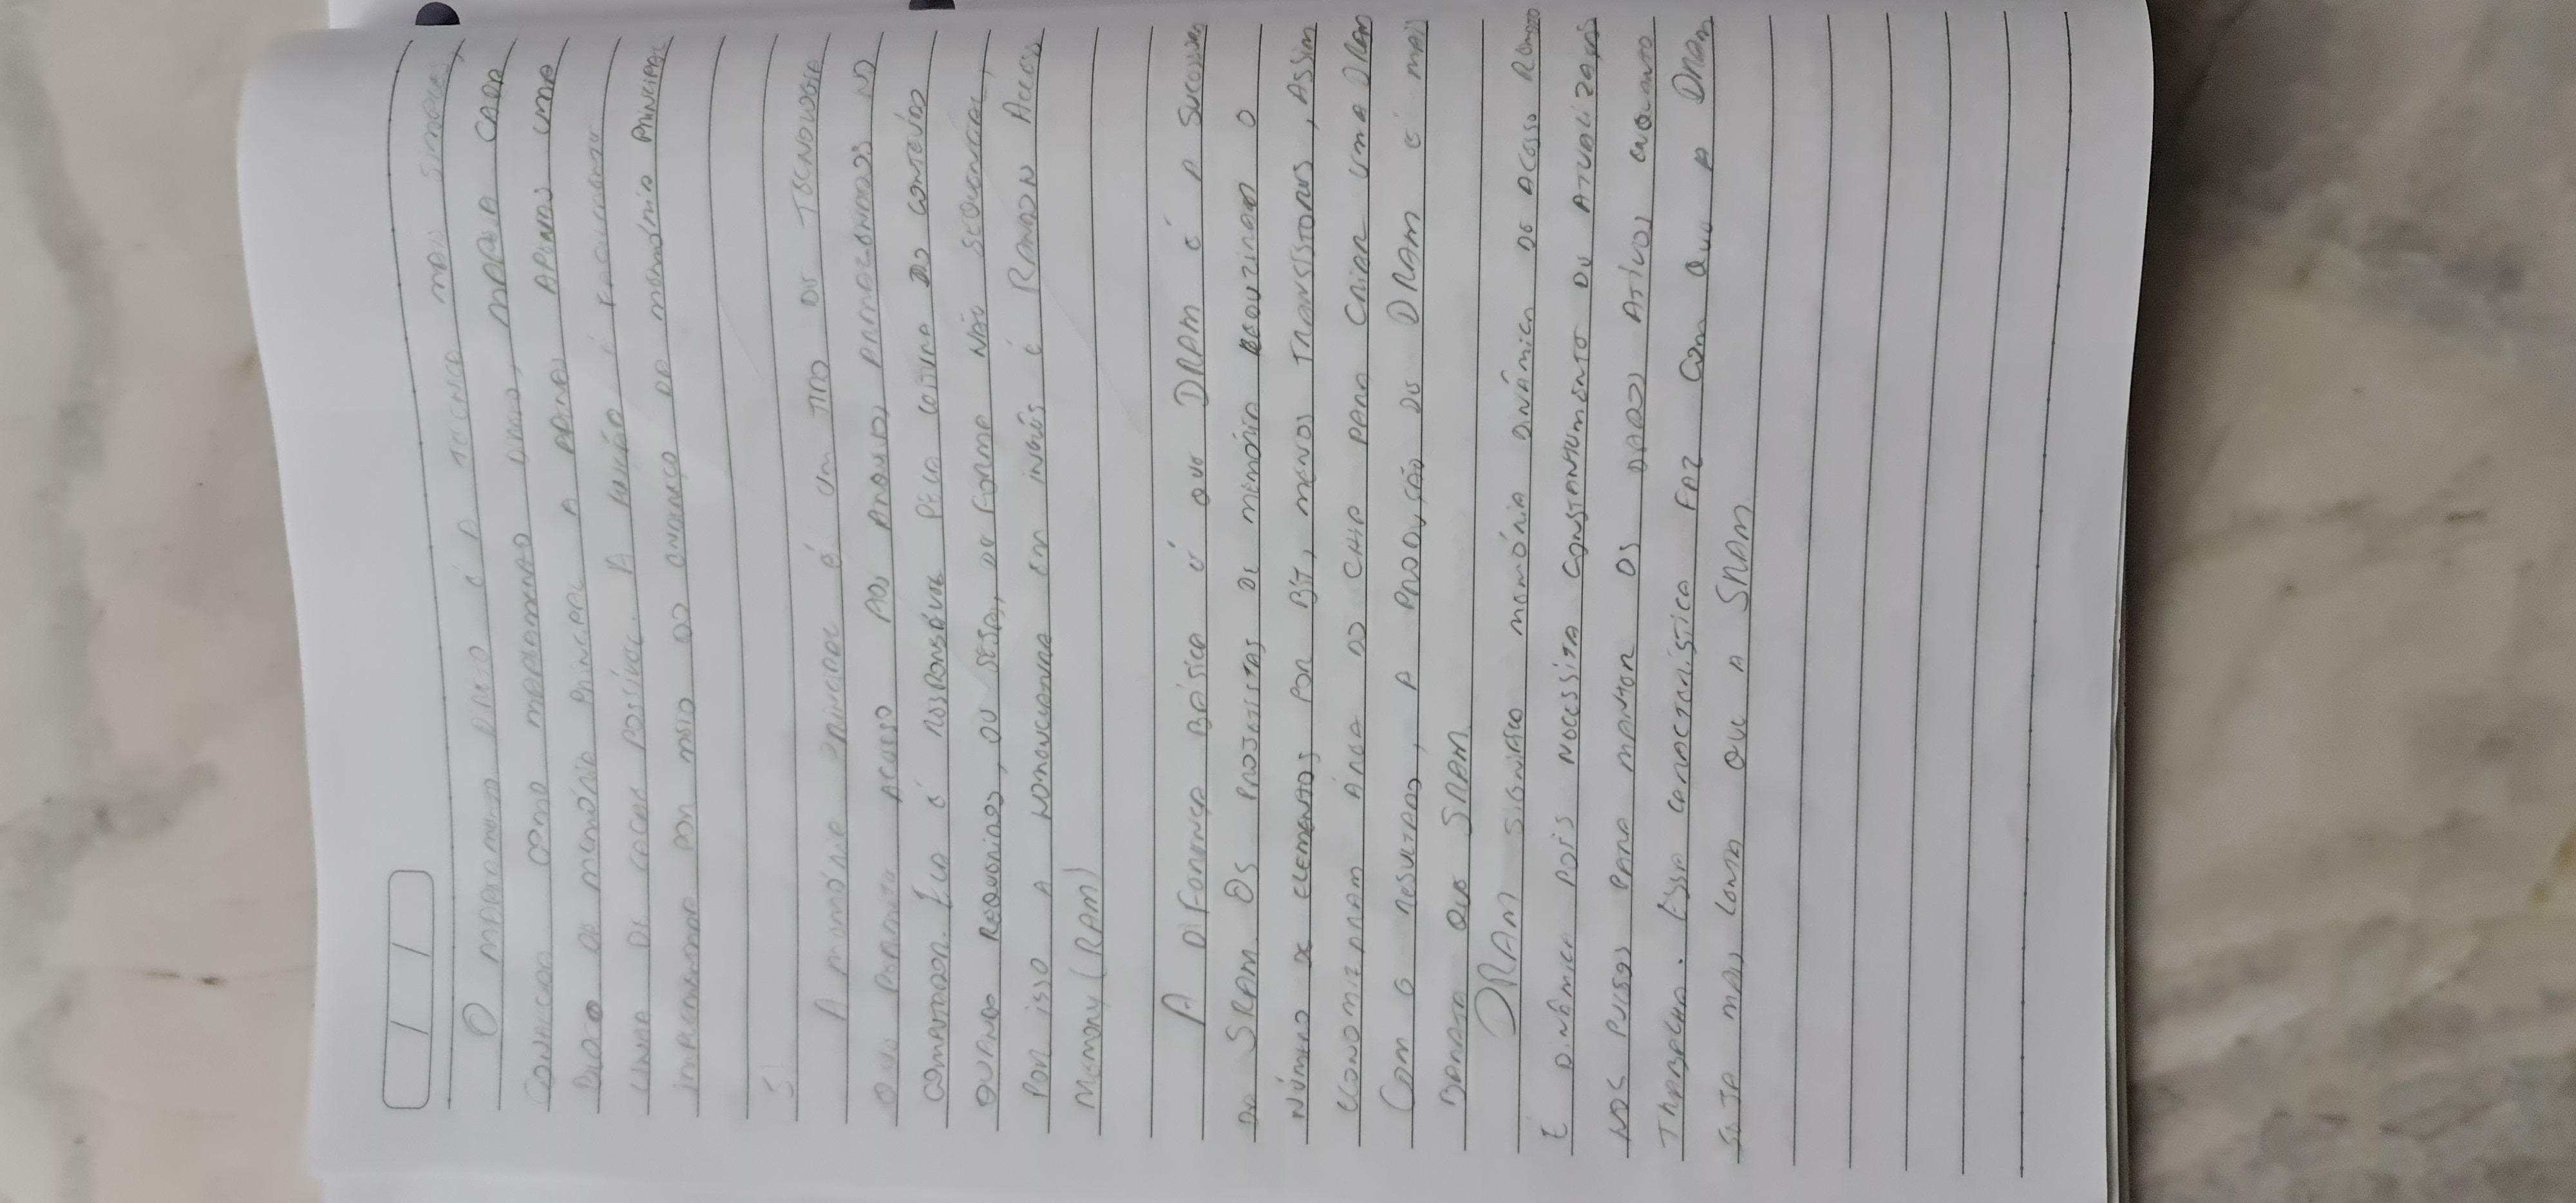 O mapeamento direto é a técnica mais simples,
conhecida como mapeamento direto, mapeia cada
bloco de memória principal a apenas apenas uma
linha de cache possível. A função é facilmente
implementada por meio do endereço de memória principal
5
A memória principal é um tipo de tecnologia
que permite acesso aos arquivos armazenados no
computador. Ela é responsável pela leitura do conteúdo
quando requeridos, ou seja, de forma não sequencial,
por isso a em inglês é Randon Access
Memory (RAM)
A diferença básica é que DRAM é a sucessora
da SRAM. Os projetistas de memória reduziram o
número de elementos por bit, menos transistores, assim
economizaram área do chip para criar uma DRAM
Com o resultado, a produção de DRAM é mais
barata que SRAM.
DRAM significa memória dinâmica de acesso
É dinâmica pois necessita constantemente de atualização
nos pulsos para manter os dados ativos enquanto
trabalha. Essa característica faz com que a DRAM
seja mais lenta que a SRAM